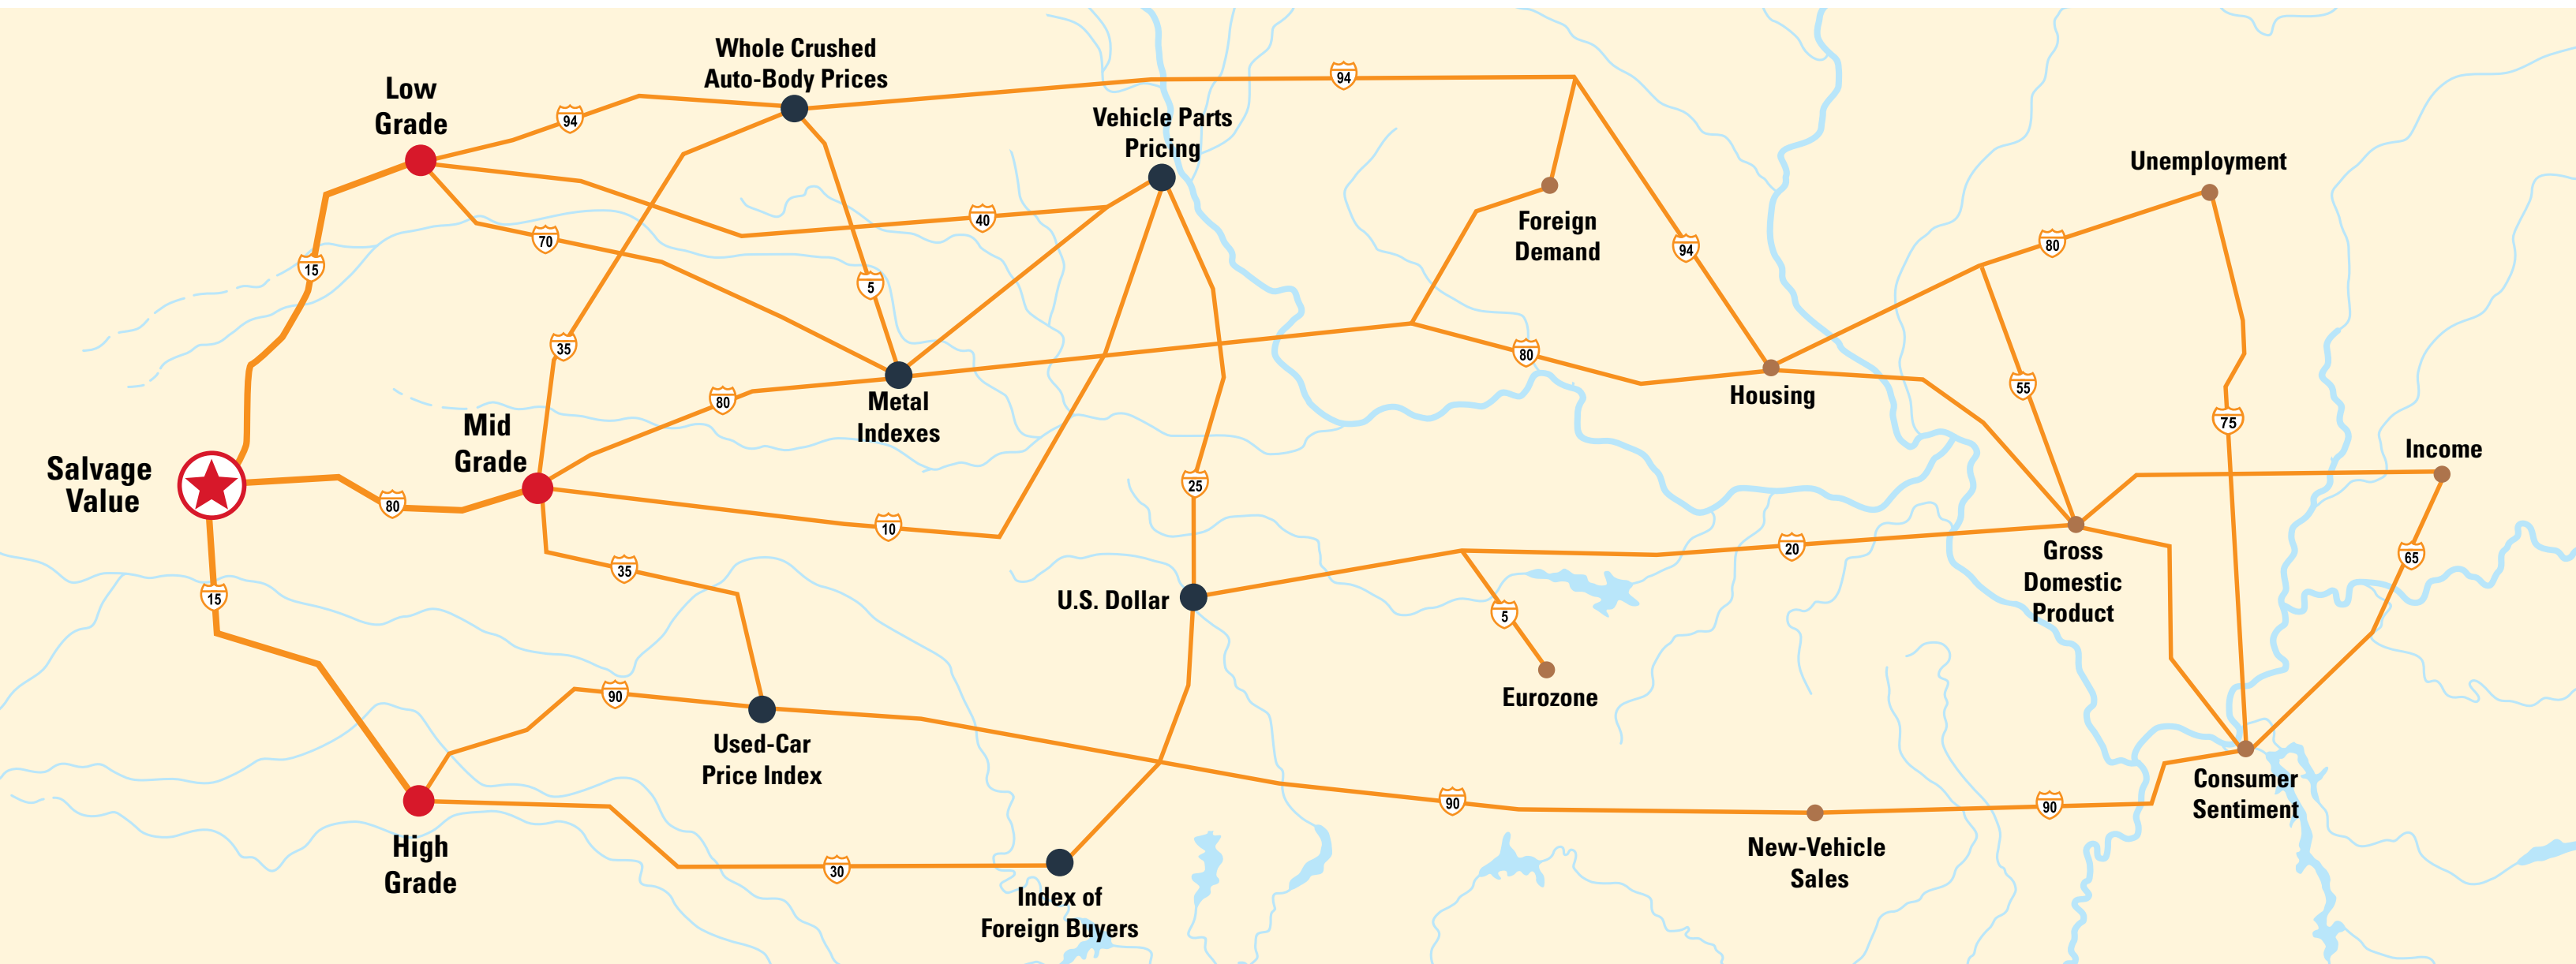 Whole Crushed
Auto-Body Prices
Low
Grade
94
94
Vehicle Parts
Pricing
Unemployment
40
Foreign
Demand
70
94
80
15
5
35
80
55
Housing
80
Metal
Indexes
75
Mid
Grade
Income
Salvage
Value
80
25
10
20
Gross
Domestic
Product
65
35
15
U.S. Dollar
5
Eurozone
90
Used-Car
Price Index
Consumer
Sentiment
90
90
High
Grade
New-Vehicle
Sales
30
Index of
Foreign Buyers